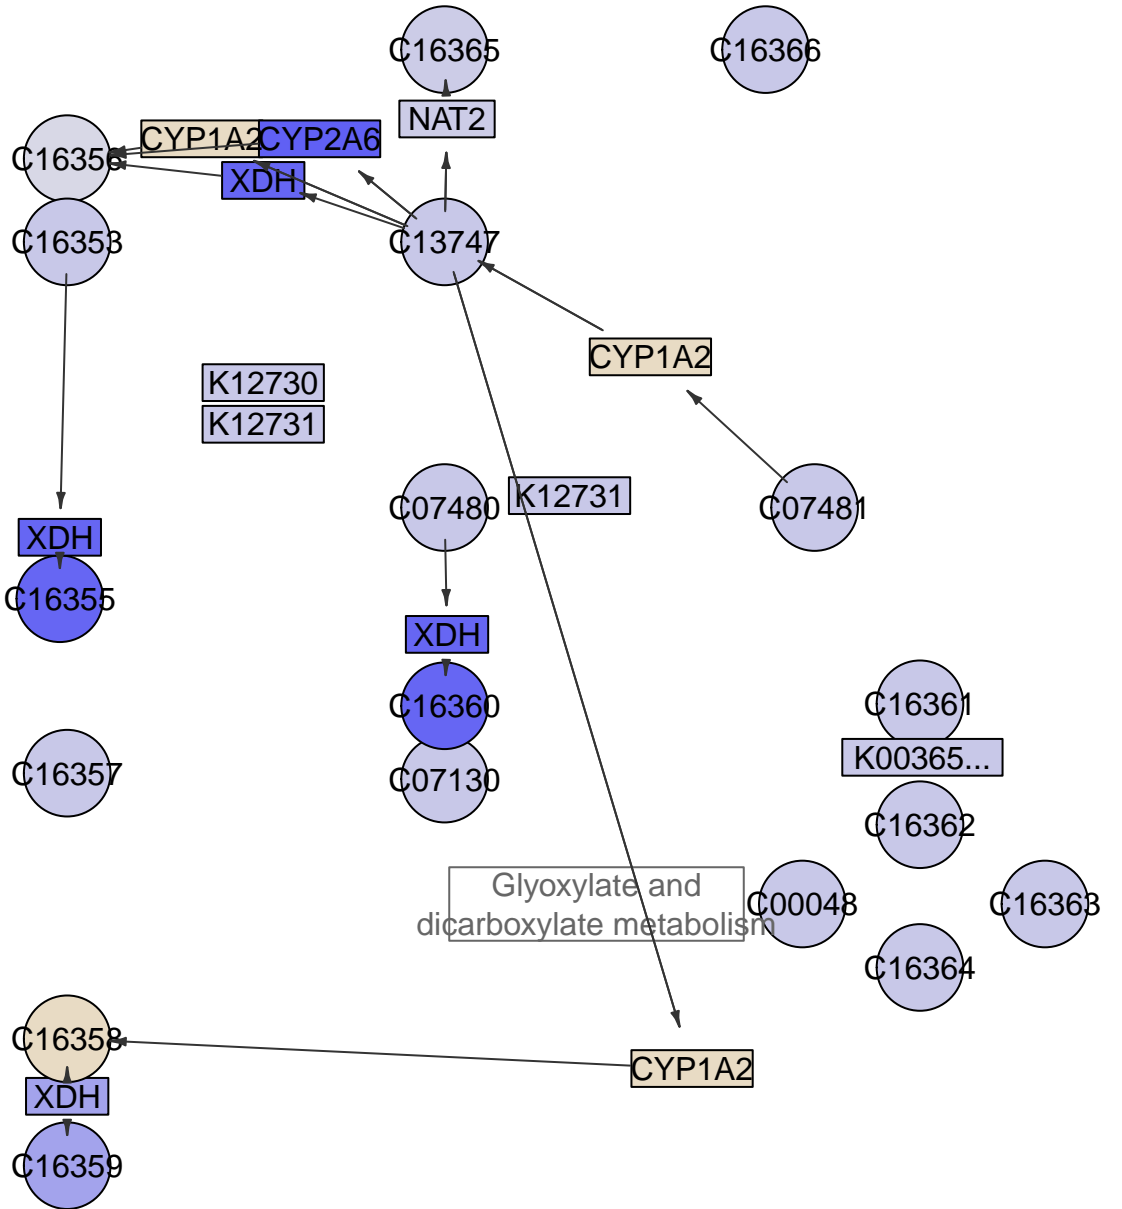 C16365
C16366
NAT2
CYP1A2
CYP2A6
C16356
XDH
C16353
C13747
CYP1A2
K12730
K12731
K12731
C07480
C07481
XDH
C16355
XDH
C16360
C16361
K00365...
C16357
C07130
C16362
Glyoxylate and
dicarboxylate metabolism
C00048
C16363
C16364
C16358
CYP1A2
XDH
C16359